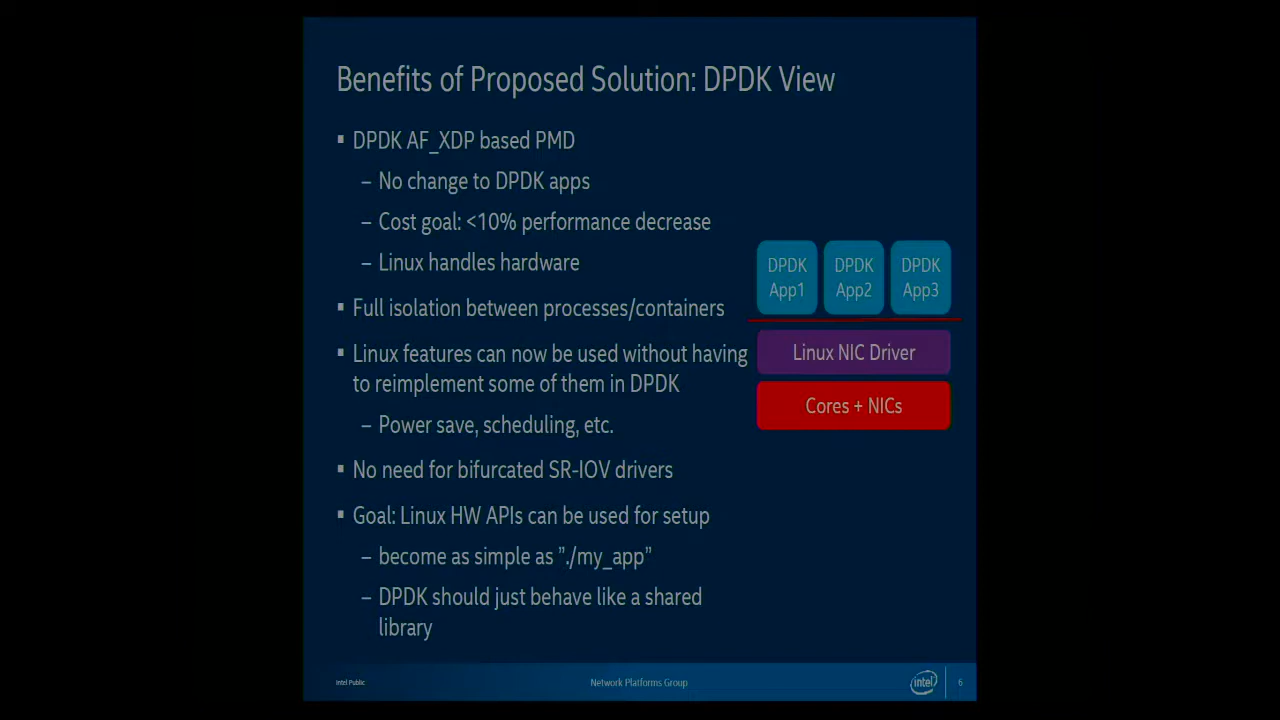 Benefits of Proposed Solution: DPDK View
▪ DPDK AF_XDP based PMD
– No change to DPDK apps
– Cost goal: <10% performance decrease
– Linux handles hardware
▪ Full isolation between processes/containers
▪ Linux features can now be used without having
to reimplement some of them in DPDK
– Power save, scheduling, etc.
▪ No need for bifurcated SR-IOV drivers
▪ Goal: Linux HW APIs can be used for setup
– become as simple as ”./my_app”
– DPDK should just behave like a shared
library
DPDK
App1
DPDK
App2
DPDK
App3
Linux NIC Driver
Cores + NICs
Intel Public
Network Platforms Group
intel
6